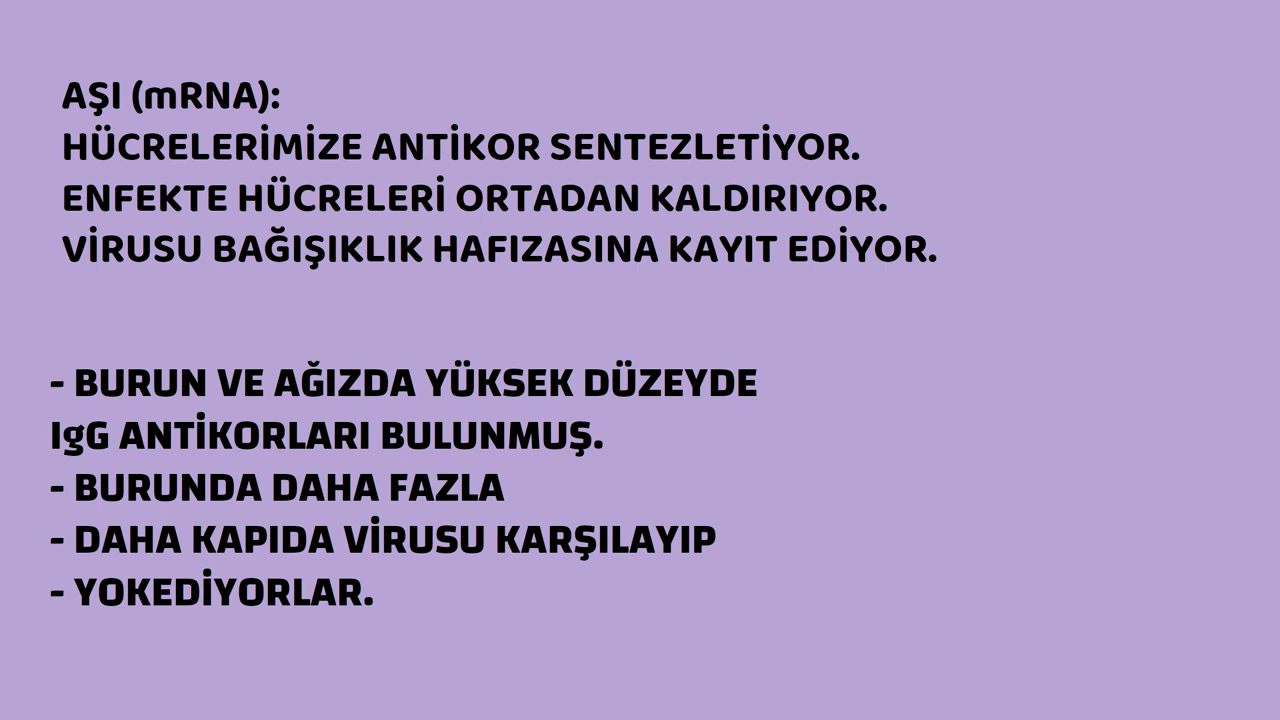 AŞI (mRNA):
HÜCRELERİMİZE ANTİKOR SENTEZLETİYOR.
ENFEKTE HÜCRELERİ ORTADAN KALDIRIYOR.
VİRUSU BAĞIŞIKLIK HAFIZASINA KAYIT EDİYOR.
- BURUN VE AĞIZDA YÜKSEK DÜZEYDE
IgG ANTİKORLARI BULUNMUŞ.
- BURUNDA DAHA FAZLA
- DAHA KAPIDA VİRUSU KARŞILAYIP
- YOKEDİYORLAR.